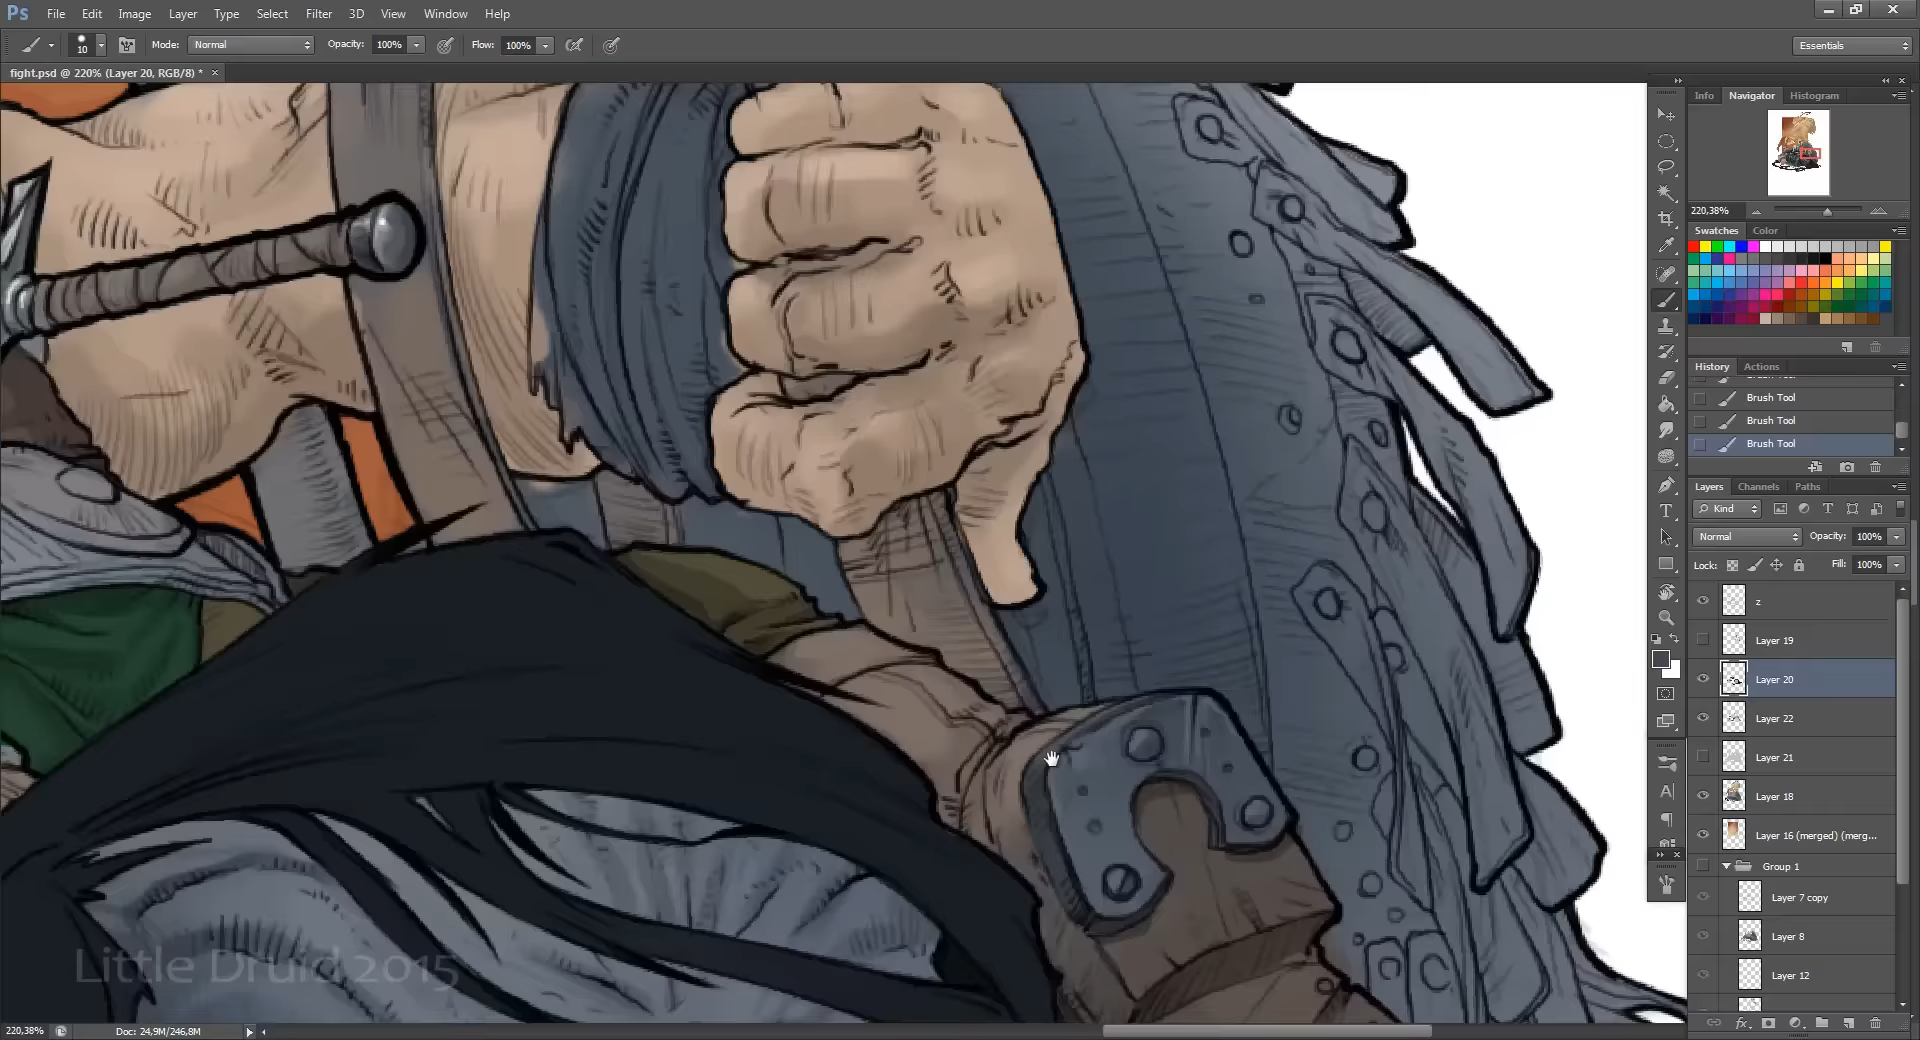 Ps File Edit Image Layer Type Select Filter 3D View Window Help
10 Mode: Normal Opacity: 100% Flow: 100% Essentials
fight.psd @ 220% (Layer 20, RGB/8) * ×
Info Navigator Histogram
220,38%
Swatches Color
History Actions
Brush Tool
Brush Tool
Brush Tool
Layers Channels Paths
Kind
Normal Opacity: 100%
Lock: Fill: 100%
z
Layer 19
Layer 20
Layer 22
Layer 21
Layer 18
Layer 16 (merged) (merg...
Group 1
Layer 7 copy
Layer 8
Layer 12
Little Druid 2015
220,38% Doc: 24,9M/246,8M